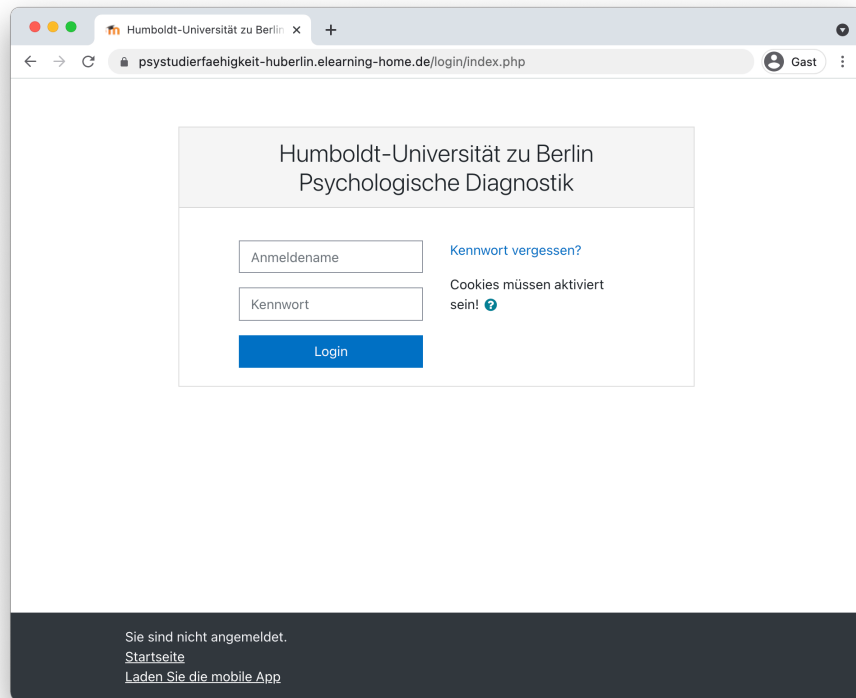 Humboldt-Universität zu Berlin
psystudierfaehigkeit-huberlin.elearning-home.de/login/index.php
Gast
Humboldt-Universität zu Berlin
Psychologische Diagnostik
Anmeldename
Kennwort
Login
Kennwort vergessen?
Cookies müssen aktiviert
sein!
Sie sind nicht angemeldet.
Startseite
Laden Sie die mobile App